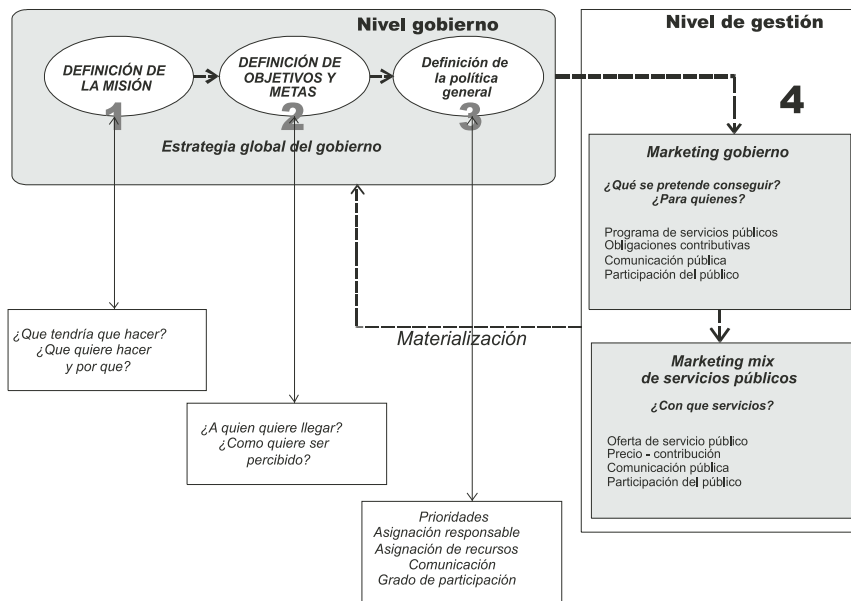 Nivel gobierno
DEFINICIÓN DE
LA MISIÓN
1
DEFINICIÓN DE
OBJETIVOS Y
METAS
2
Definición de
la política
general
3
Estrategia global del gobierno
¿Que tendría que hacer?
¿Que quiere hacer
y por que?
¿A quien quiere llegar?
¿Como quiere ser
percibido?
Prioridades
Asignación responsable
Asignación de recursos
Comunicación
Grado de participación
Materialización
Nivel de gestión
4
Marketing gobierno
¿Qué se pretende conseguir?
¿Para quienes?
Programa de servicios públicos
Obligaciones contributivas
Comunicación pública
Participación del público
Marketing mix
de servicios públicos
¿Con que servicios?
Oferta de servicio público
Precio - contribución
Comunicación pública
Participación del público